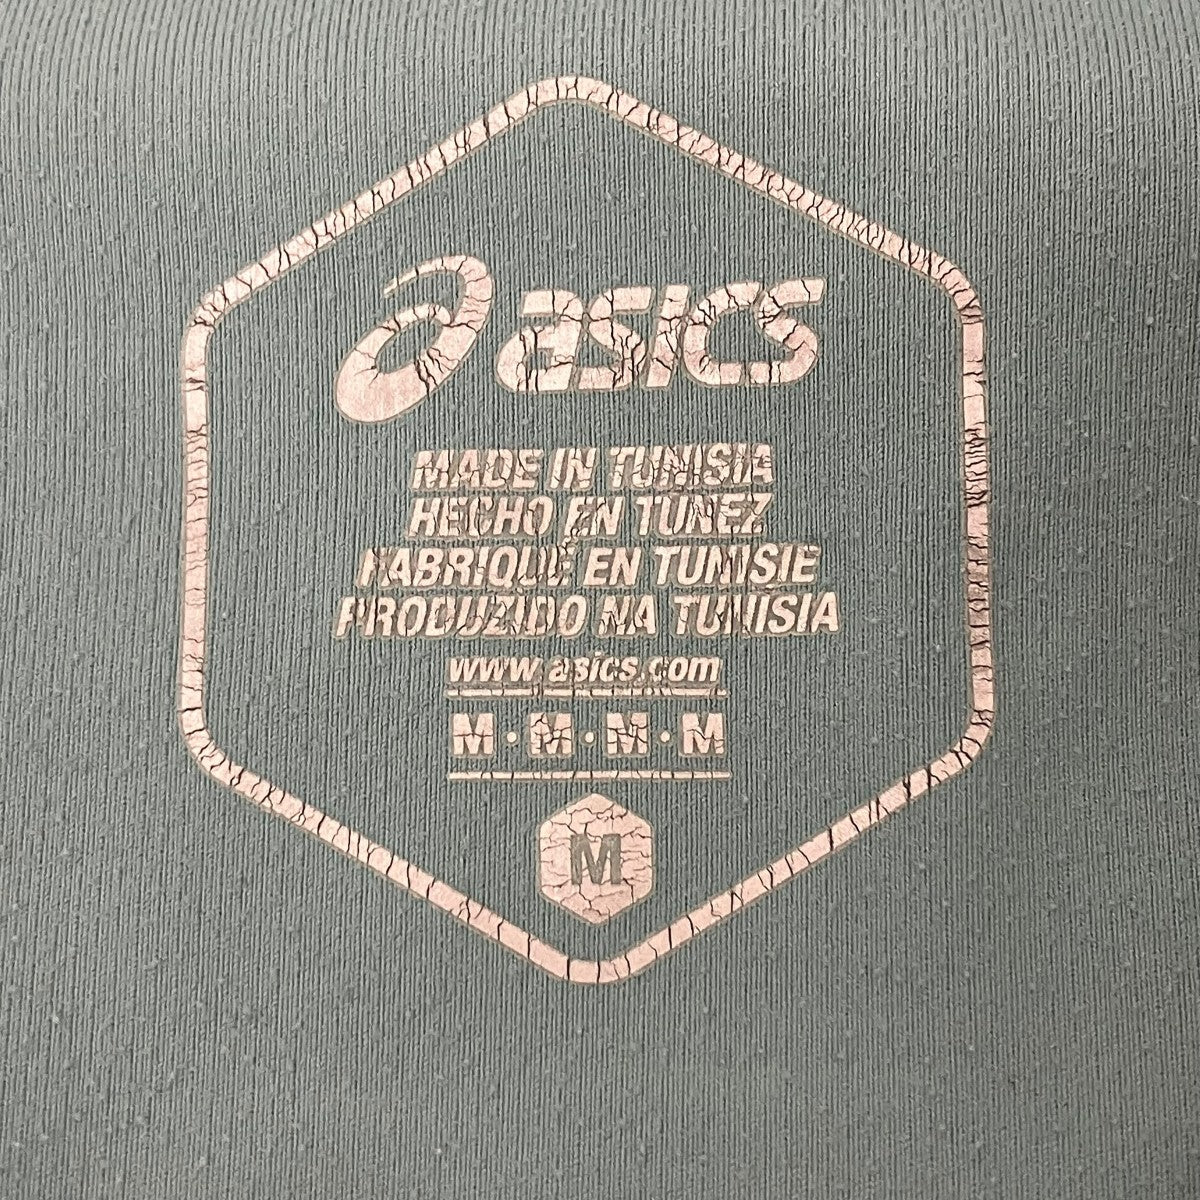 asics
MADE IN TUNISIA
HECHO EN TÚNEZ
FABRIQUÉ EN TUNISIE
PRODUZIDO NA TUNISIA
www.asics.com
M·M·M·M
M